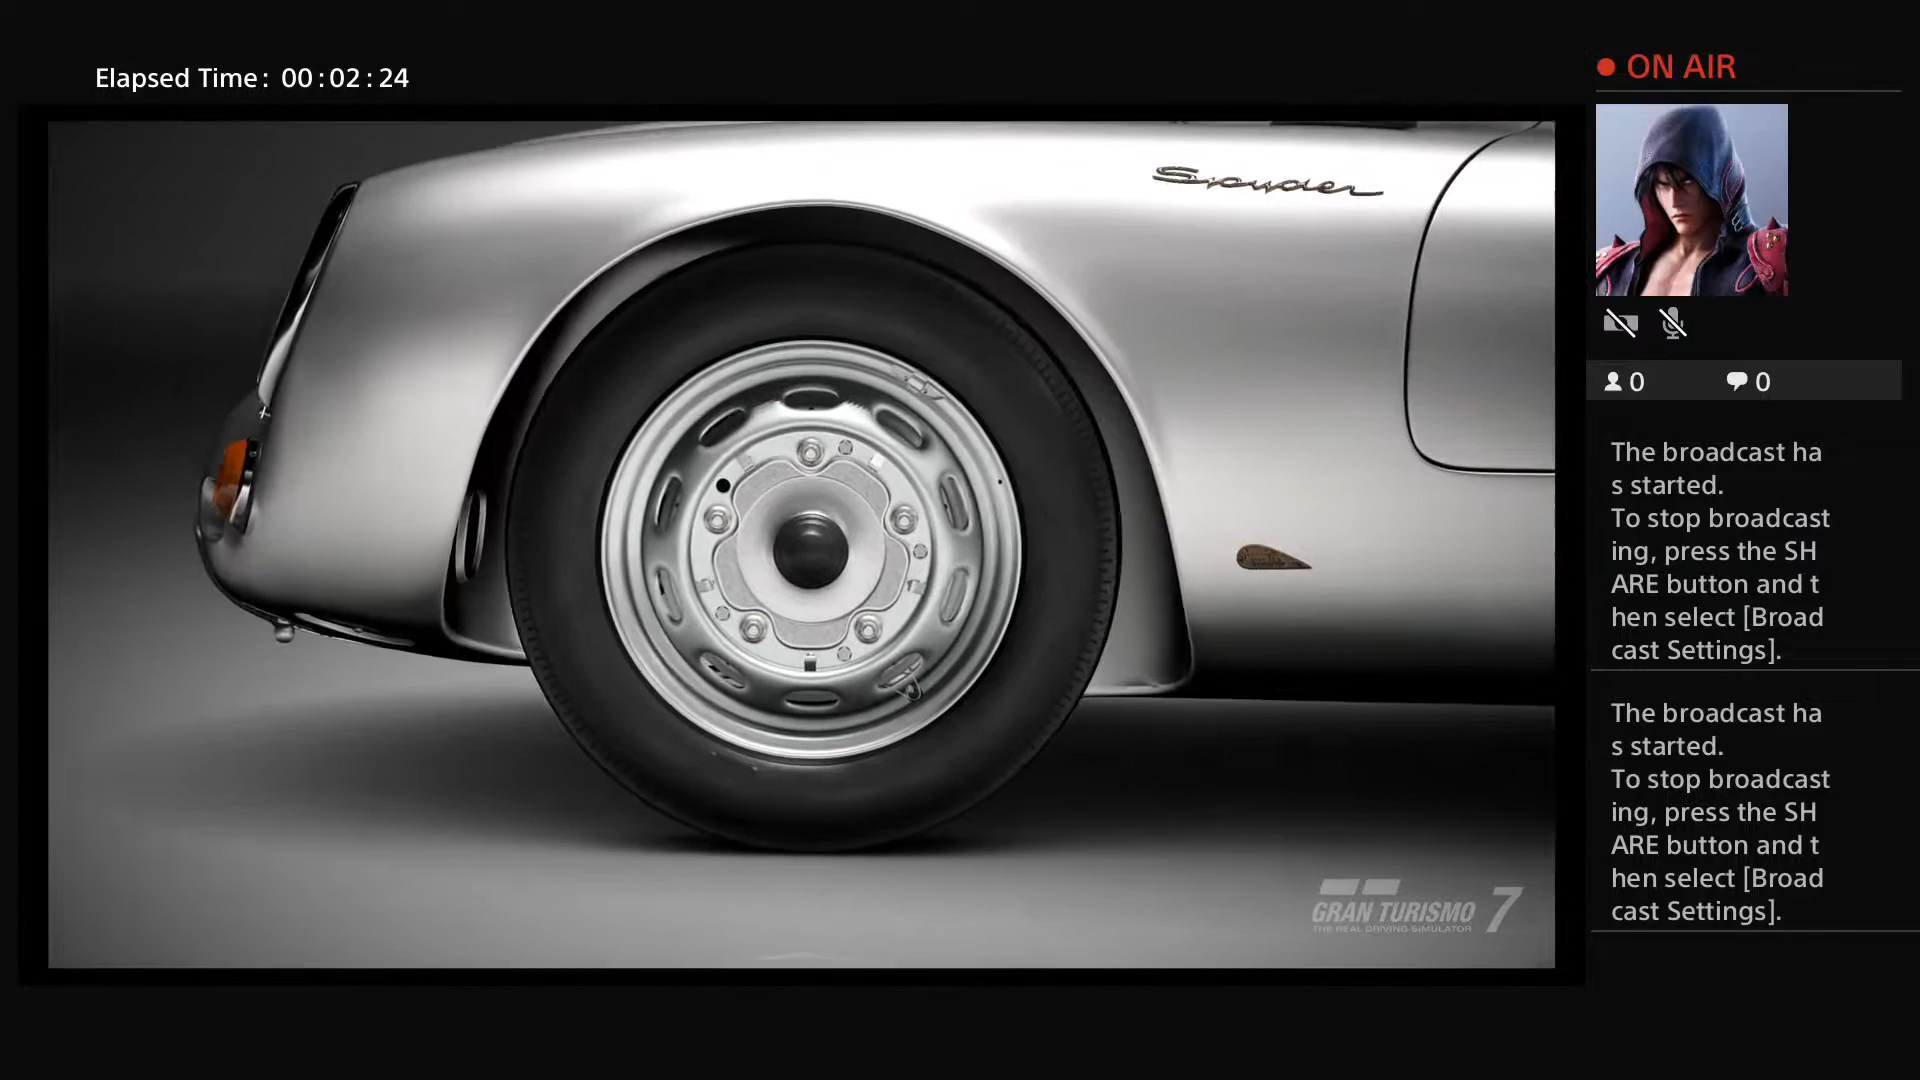 Elapsed Time: 00:02:24
ON AIR
Spyder
0
0
The broadcast ha
s started.
To stop broadcast
ing, press the SH
ARE button and t
hen select [Broad
cast Settings].
The broadcast ha
s started.
To stop broadcast
ing, press the SH
ARE button and t
hen select [Broad
cast Settings].
GRAN TURISMO 7
THE REAL DRIVING SIMULATOR